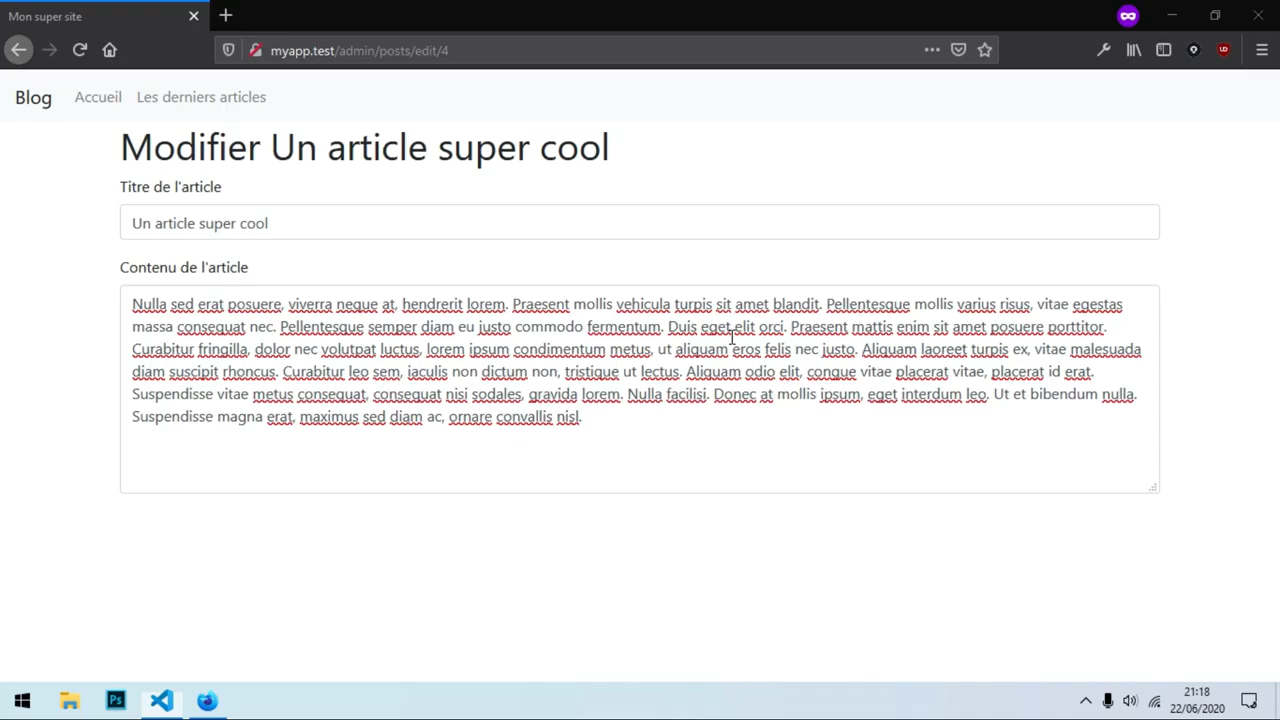 Mon super site
myapp.test/admin/posts/edit/4
Blog Accueil Les derniers articles
Modifier Un article super cool
Titre de l'article
Un article super cool
Contenu de l'article
Nulla sed erat posuere, viverra neque at, hendrerit lorem. Praesent mollis vehicula turpis sit amet blandit. Pellentesque mollis varius risus, vitae egestas
massa consequat nec. Pellentesque semper diam eu justo commodo fermentum. Duis eget elit orci. Praesent mattis enim sit amet posuere porttitor.
Curabitur fringilla, dolor nec volutpat luctus, lorem ipsum condimentum metus, ut aliquam eros felis nec justo. Aliquam laoreet turpis ex, vitae malesuada
diam suscipit rhoncus. Curabitur leo sem, iaculis non dictum non, tristique ut lectus. Aliquam odio elit, congue vitae placerat vitae, placerat id erat.
Suspendisse vitae metus consequat, consequat nisi sodales, gravida lorem. Nulla facilisi. Donec at mollis ipsum, eget interdum leo. Ut et bibendum nulla.
Suspendisse magna erat, maximus sed diam ac, ornare convallis nisl.
Ps
21:18
22/06/2020